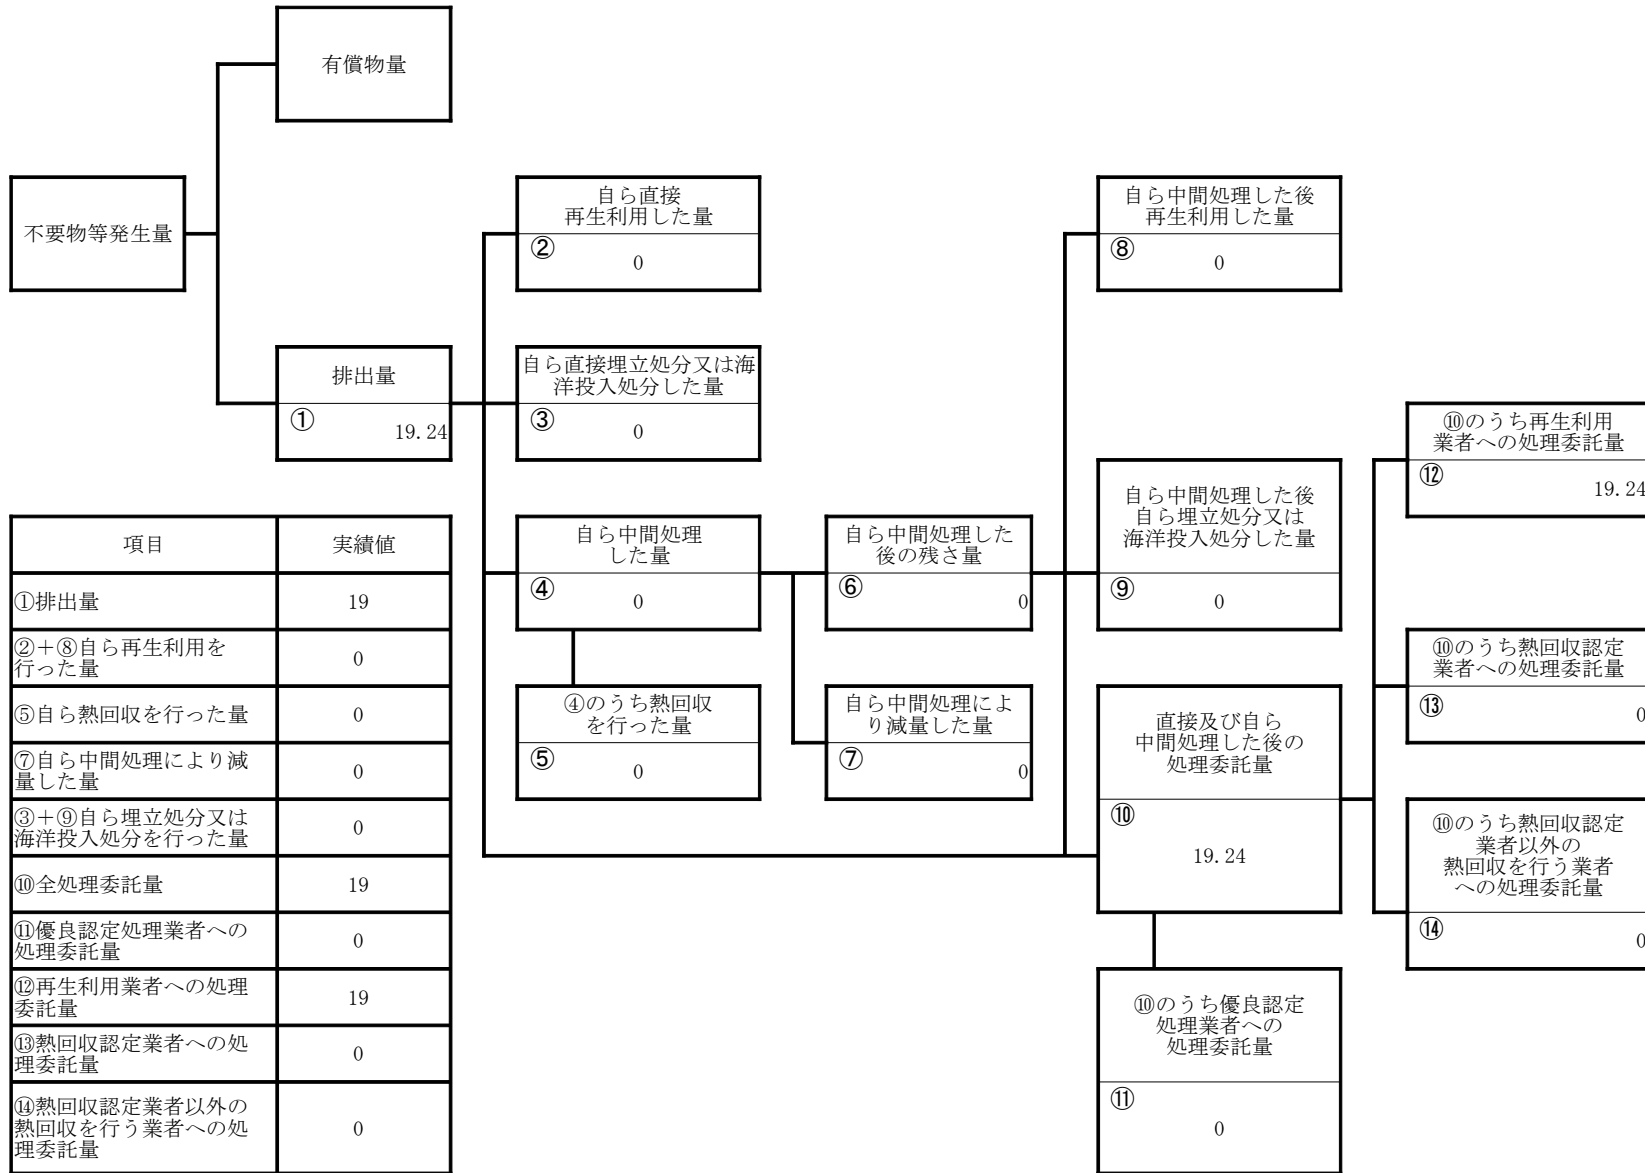 有償物量
不要物等発生量
自ら直接
再生利用した量
②
0
自ら中間処理した後
再生利用した量
⑧
0
排出量
①
19.24
自ら直接埋立処分又は海
洋投入処分した量
③
0
⑩のうち再生利用
業者への処理委託量
⑫
19.24
自ら中間処理
した量
④
0
自ら中間処理した
後の残さ量
⑥
0
自ら中間処理した後
自ら埋立処分又は
海洋投入処分した量
⑨
0
⑩のうち熱回収認定
業者への処理委託量
⑬
0
④のうち熱回収
を行った量
⑤
0
自ら中間処理によ
り減量した量
⑦
0
直接及び自ら
中間処理した後の
処理委託量
⑩
19.24
⑩のうち熱回収認定
業者以外の
熱回収を行う業者
への処理委託量
⑭
0
⑩のうち優良認定
処理業者への
処理委託量
⑪
0
項目 実績値
①排出量 19
②＋⑧自ら再生利用を
行った量 0
⑤自ら熱回収を行った量 0
⑦自ら中間処理により減
量した量 0
③＋⑨自ら埋立処分又は
海洋投入処分を行った量 0
⑩全処理委託量 19
⑪優良認定処理業者への
処理委託量 0
⑫再生利用業者への処理
委託量 19
⑬熱回収認定業者への処
理委託量 0
⑭熱回収認定業者以外の
熱回収を行う業者への処
理委託量 0